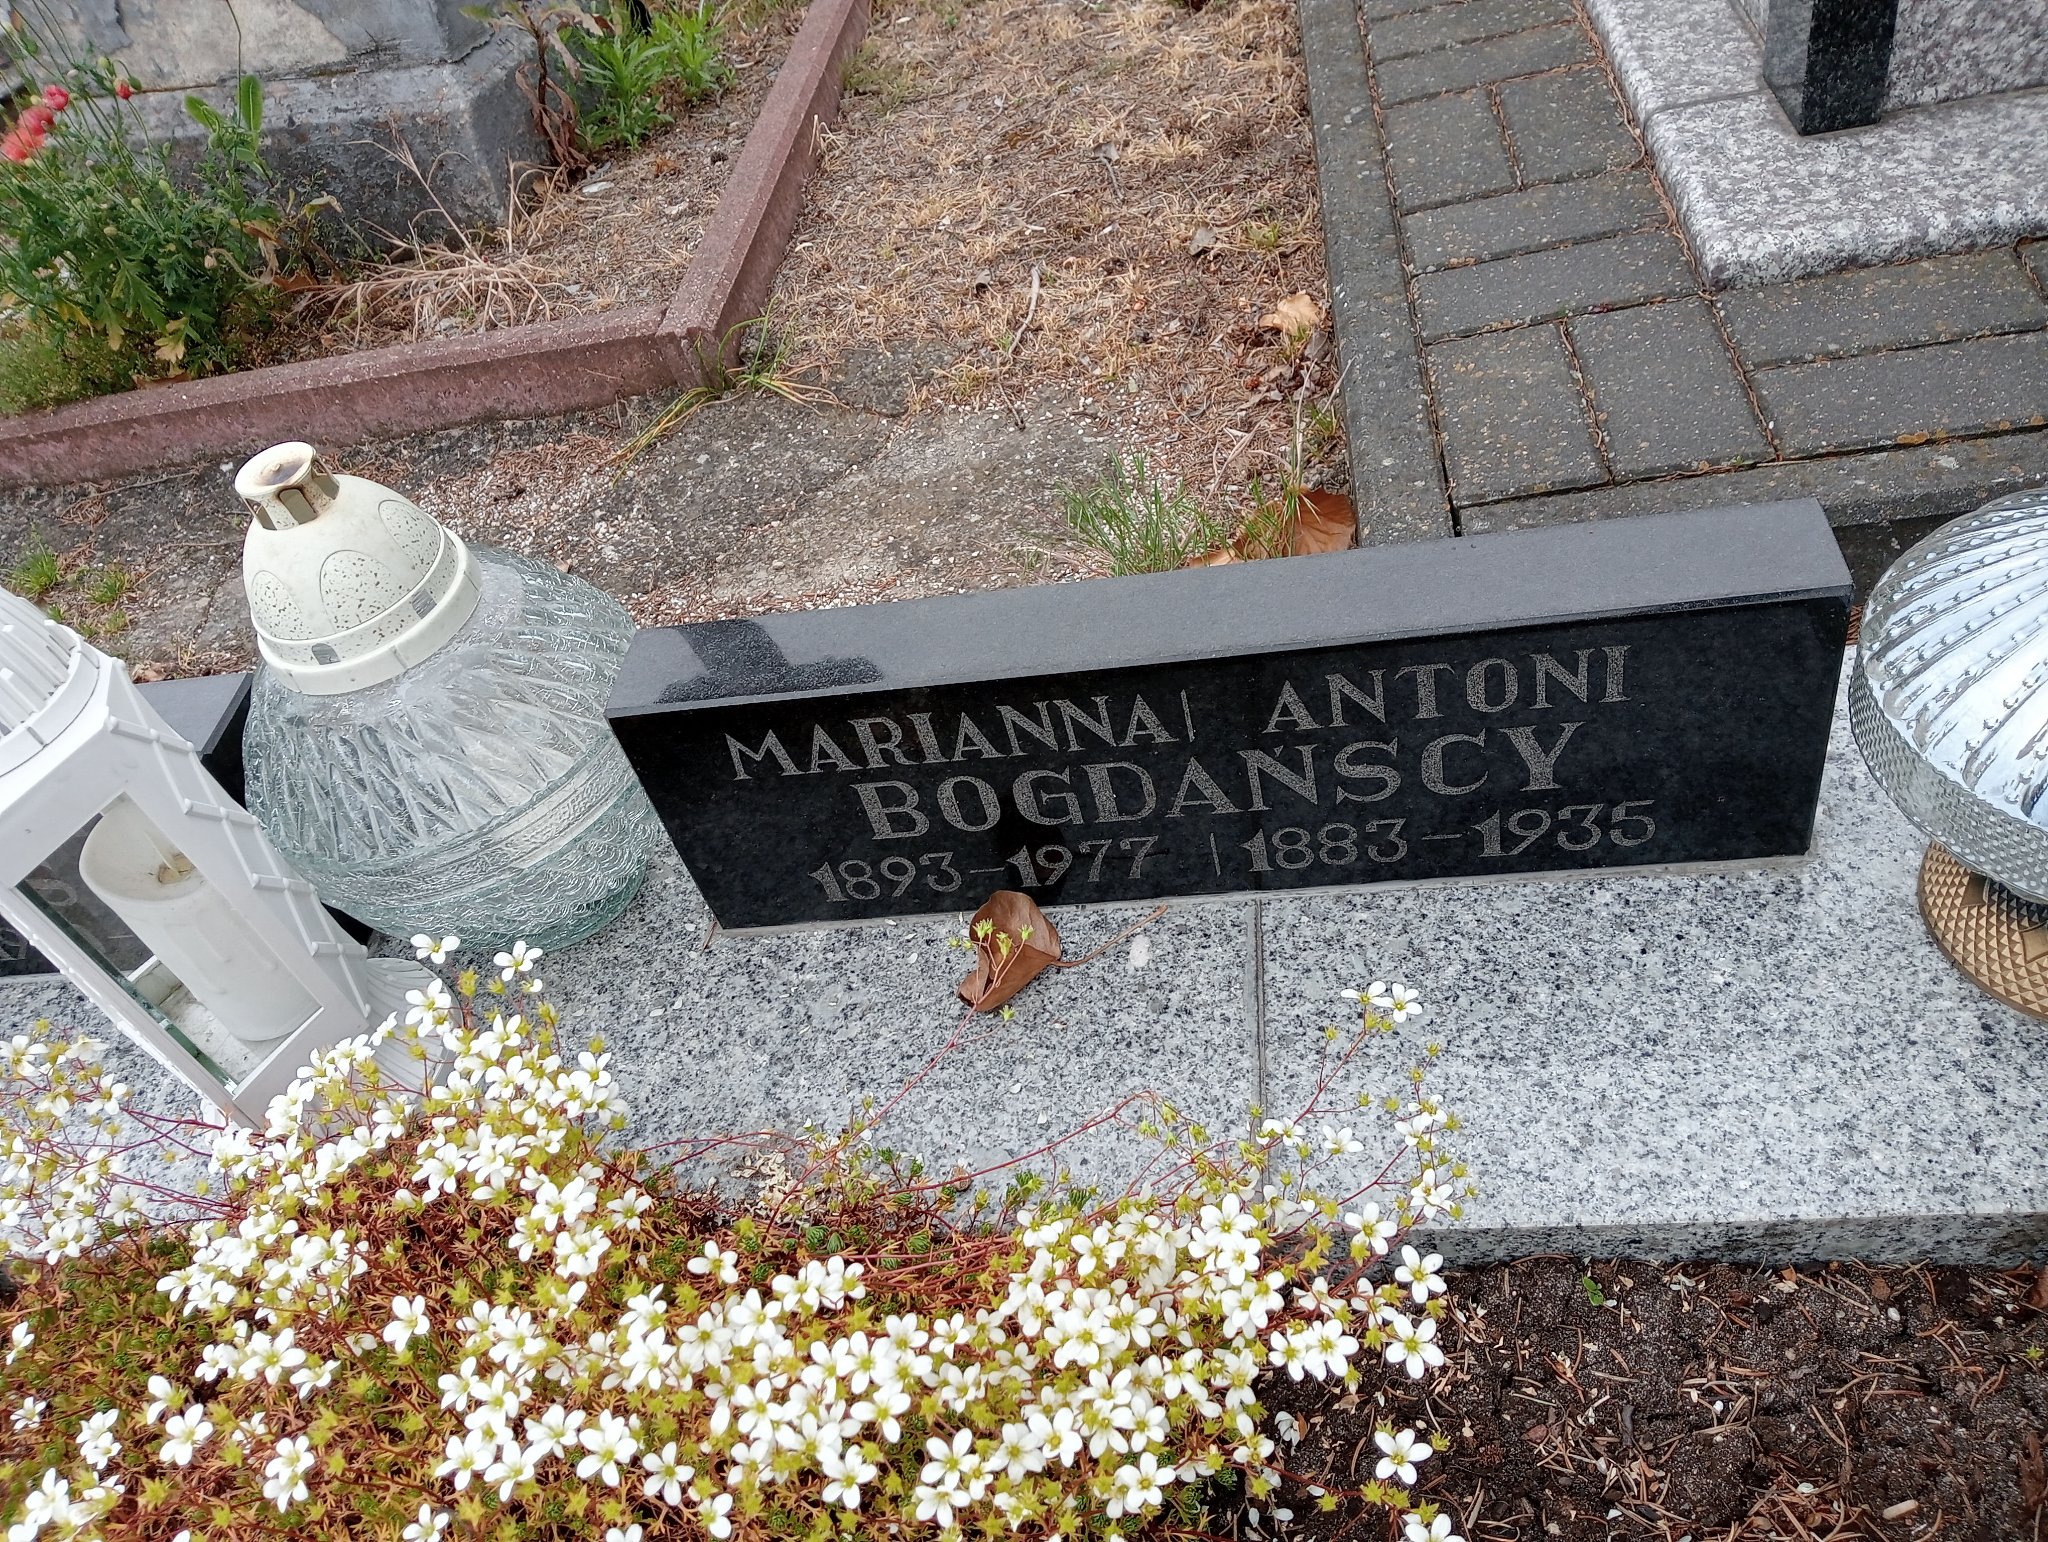 MARIANNA | ANTONI
BOGDAŃSCY
1893-1977 | 1883-1935